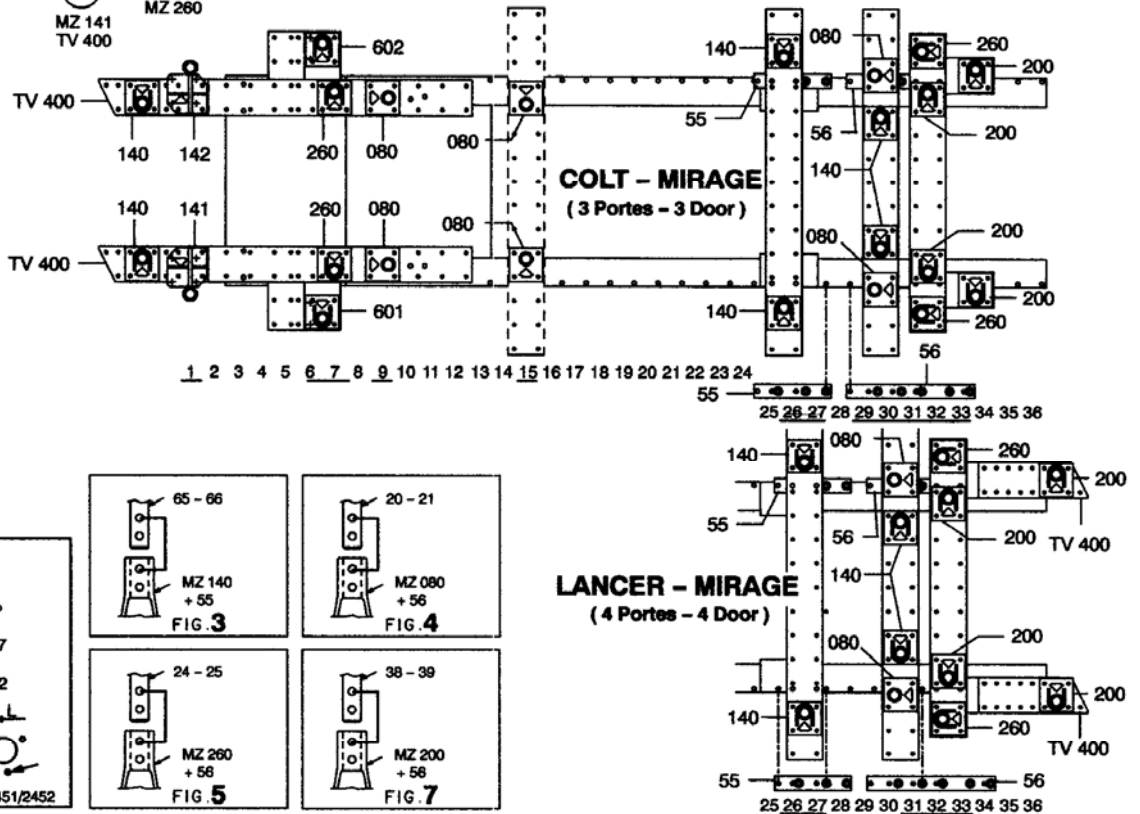 MZ 141
TV 400
MZ 260
602
TV 400
140
142
260
080
080
140
55
080
56
140
260
200
200
COLT – MIRAGE
( 3 Portes – 3 Door )
140
141
260
080
080
080
200
TV 400
601
140
200
260
56
1 2 3 4 5 6 7 8 9 10 11 12 13 14 15 16 17 18 19 20 21 22 23 24
55
25 26 27 28 29 30 31 32 33 34 35 36
140
080
260
200
55
56
200
TV 400
140
LANCER – MIRAGE
( 4 Portes – 4 Door )
080
200
200
140
260
TV 400
55
56
25 26 27 28 29 30 31 32 33 34 35 36
65 – 66
MZ 140
+ 55
FIG. 3
20 – 21
MZ 080
+ 56
FIG. 4
24 – 25
MZ 260
+ 56
FIG. 5
38 – 39
MZ 200
+ 56
FIG. 7
7
2
L
451/2452